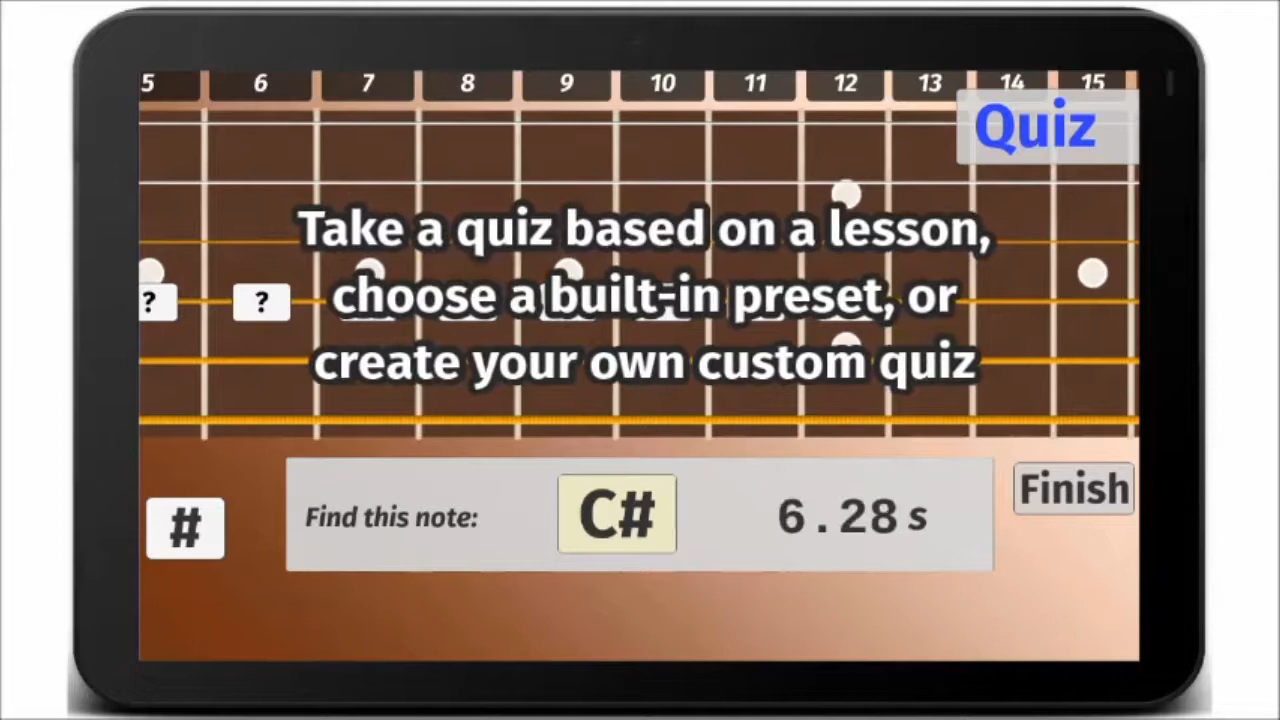 5 6 7 8 9 10 11 12 13 14 15
Quiz
Take a quiz based on a lesson,
choose a built-in preset, or
create your own custom quiz
? ?
# Find this note: C# 6.28 s Finish